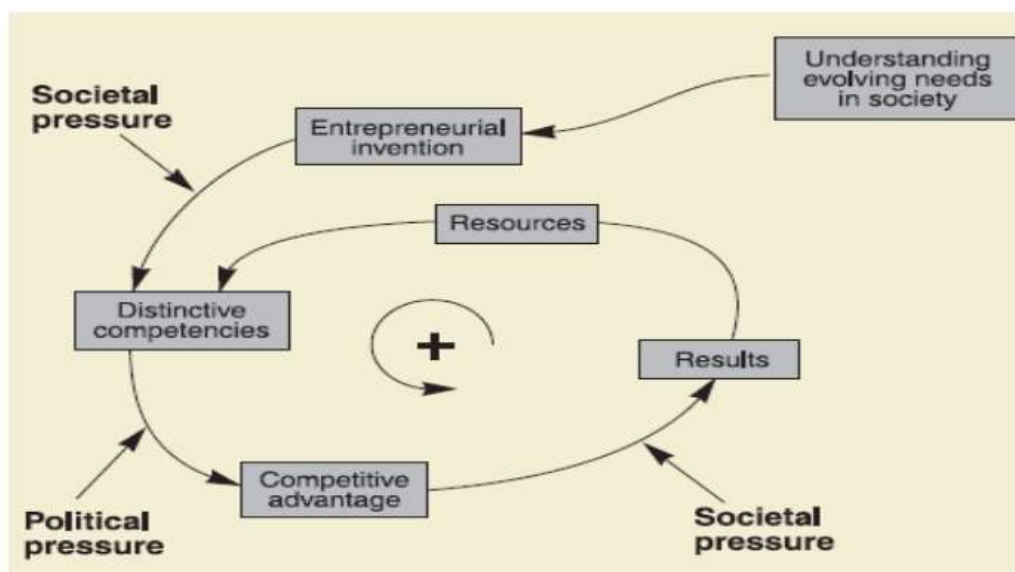 Understanding
evolving needs
in society
Societal
pressure
Entrepreneurial
invention
Resources
Distinctive
competencies
+
Results
Competitive
advantage
Political
pressure
Societal
pressure